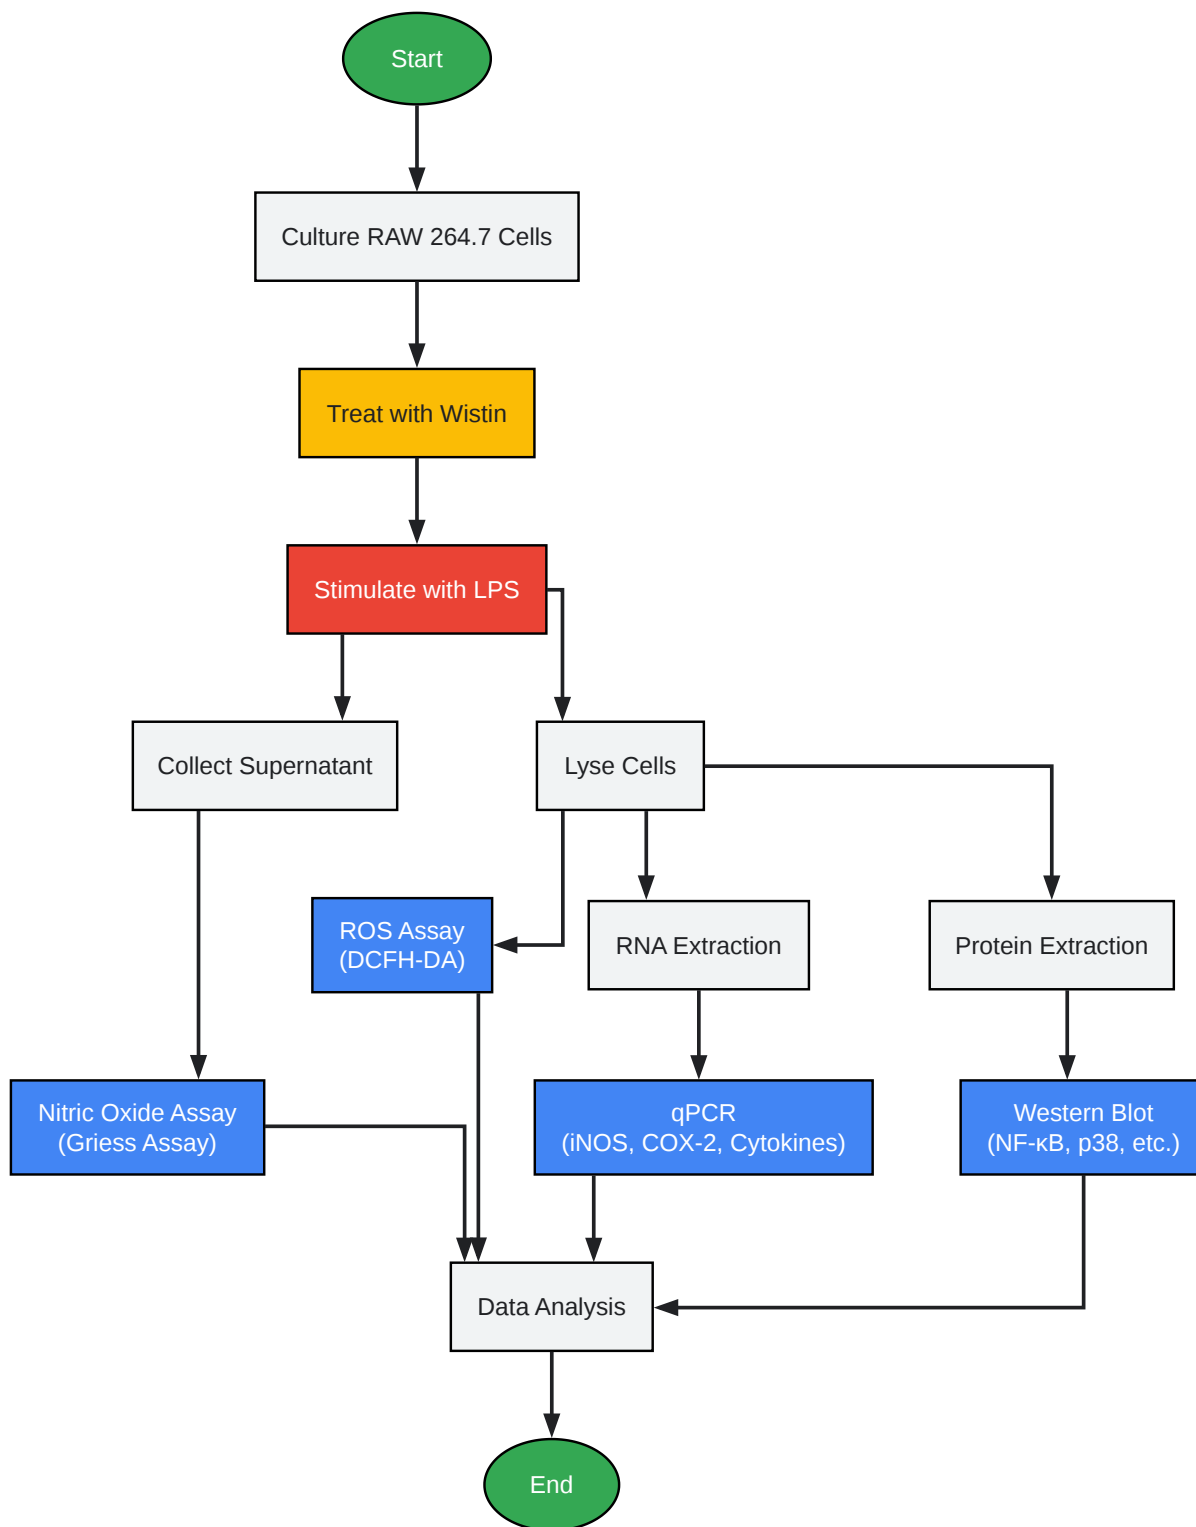 Start
Culture RAW 264.7 Cells
Treat with Wistin
Stimulate with LPS
Collect Supernatant
Lyse Cells
ROS Assay
(DCFH-DA)
RNA Extraction
Protein Extraction
Nitric Oxide Assay
(Griess Assay)
qPCR
(iNOS, COX-2, Cytokines)
Western Blot
(NF-κB, p38, etc.)
Data Analysis
End